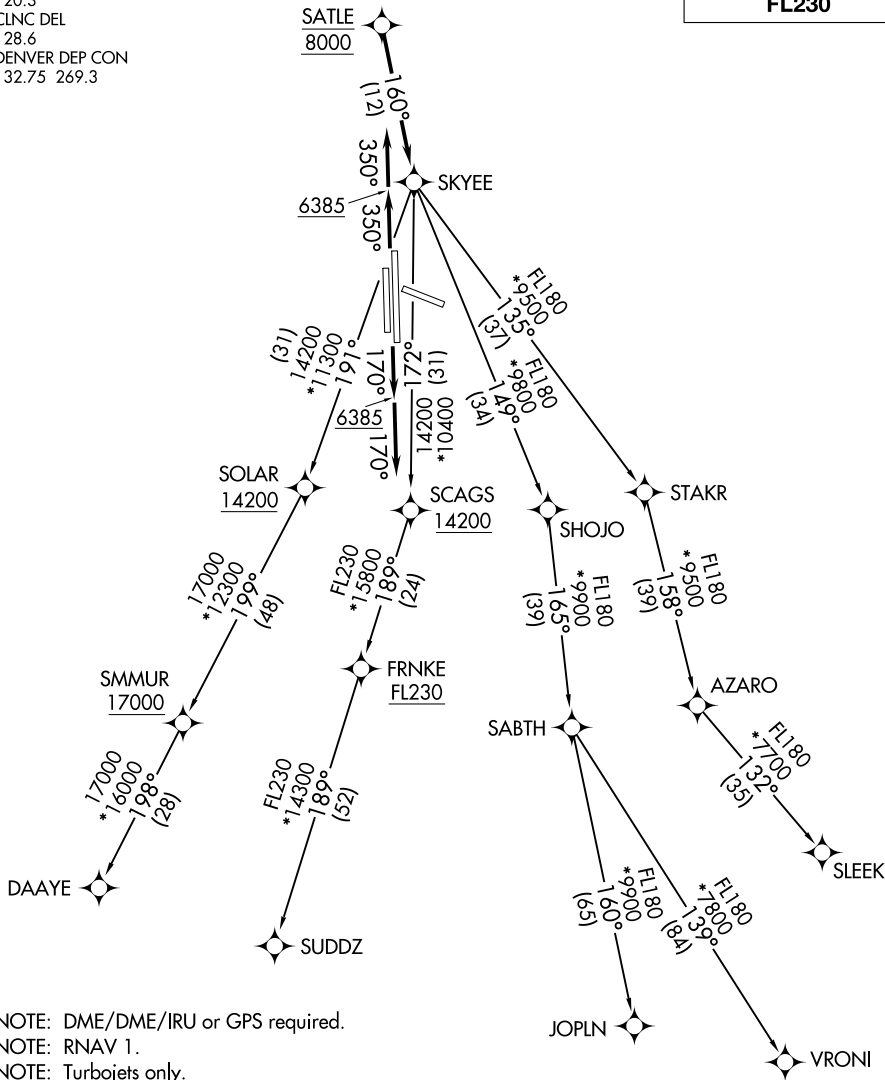 CLNC DEL
28.6
DENVER DEP CON
32.75 269.3
FL230
SATLE
8000
160°
(12)
350°
SKYEE
6385
350°
FL180
*9500
135°
(37)
FL180
*9800
149°
(34)
(31)
14200
*11300
191°
170°
172°
(31)
6385
14200
*10400
170°
SOLAR
14200
SCAGS
14200
SHOJO
STAKR
17000
*12300
199°
(48)
FL230
*15800
189°
(24)
FL180
*9900
165°
(39)
FL180
*9500
158°
(39)
SMMUR
17000
FRNKE
FL230
SABTH
AZARO
17000
*16000
198°
(28)
FL230
*14300
189°
(52)
FL180
*7700
132°
(35)
DAAYE
SLEEK
FL180
*9900
160°
(65)
FL180
*7800
139°
(84)
SUDDZ
JOPLN
VRONI
NOTE: DME/DME/IRU or GPS required.
NOTE: RNAV 1.
NOTE: Turbojets only.